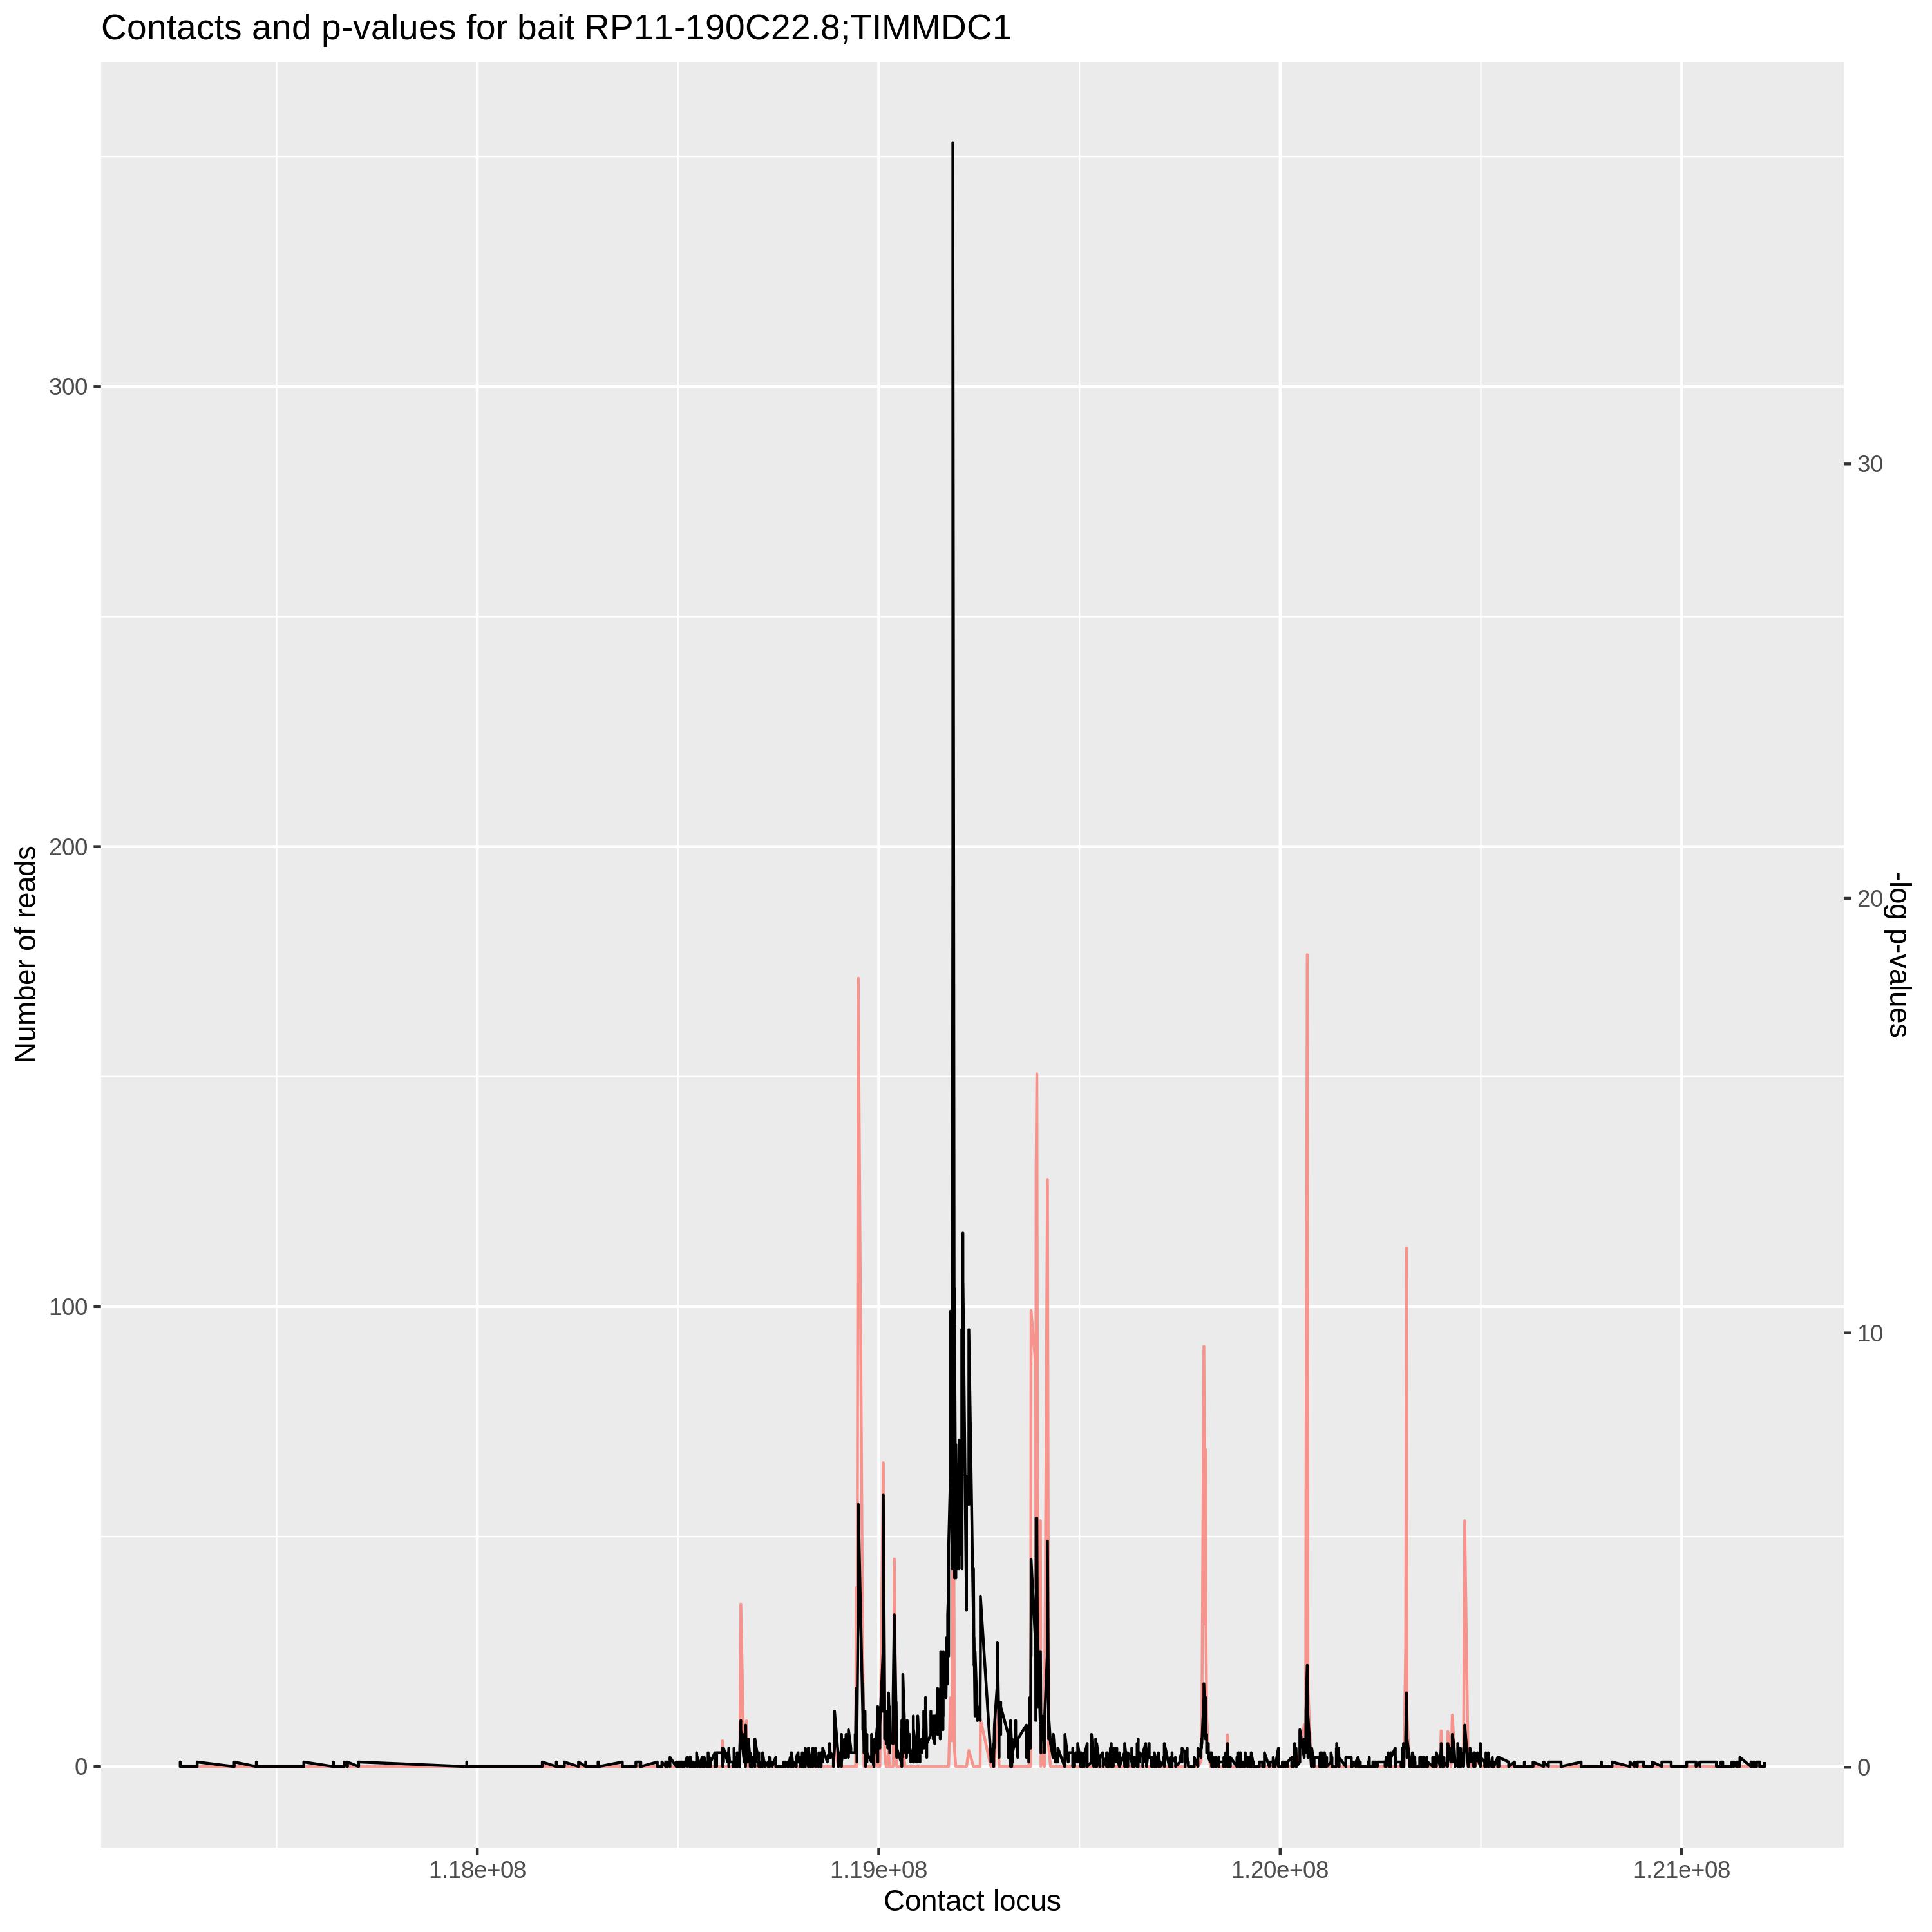 Contacts and p-values for bait RP11-190C22.8;TIMMDC1
300
200
100
0
Number of reads
30
20
10
0
-log p-values
1.18e+08
1.19e+08
1.20e+08
1.21e+08
Contact locus